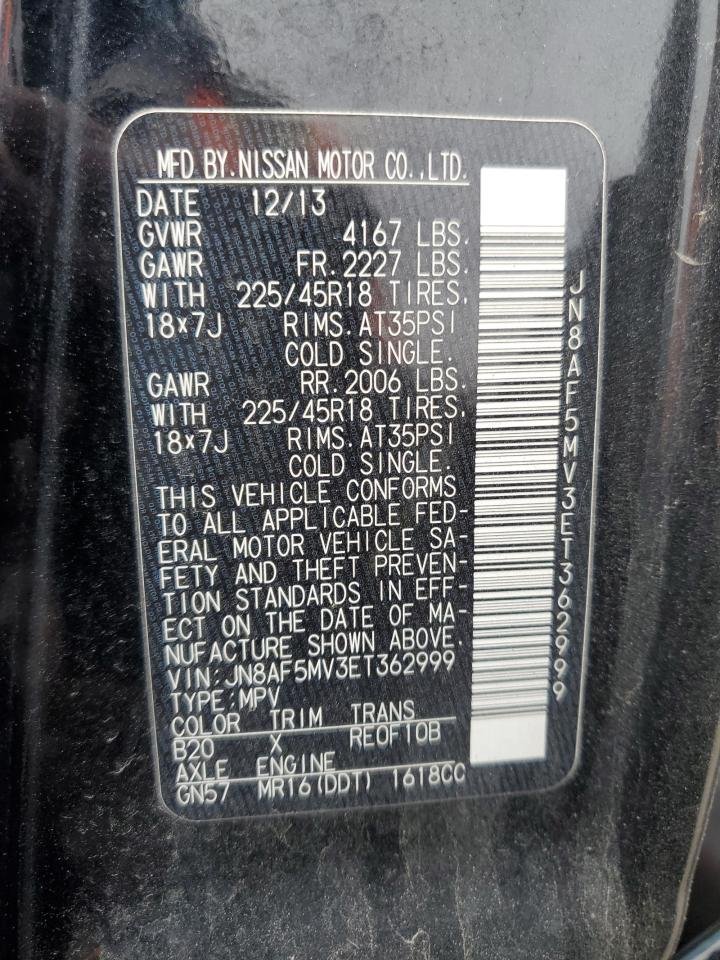 MFD BY.NISSAN MOTOR CO.,LTD.
DATE 12/13
GVWR 4167 LBS.
GAWR FR.2227 LBS.
WITH 225/45R18 TIRES.
18×7J RIMS.AT35PSI
COLD SINGLE.
GAWR RR.2006 LBS.
WITH 225/45R18 TIRES.
18×7J RIMS.AT35PSI
COLD SINGLE.
THIS VEHICLE CONFORMS
TO ALL APPLICABLE FED-
ERAL MOTOR VEHICLE SA-
FETY AND THEFT PREVEN-
TION STANDARDS IN EFF-
ECT ON THE DATE OF MA-
NUFACTURE SHOWN ABOVE.
VIN:JN8AF5MV3ET362999
TYPE:MPV
COLOR TRIM TRANS
B20 X RE0F10B
AXLE ENGINE
GN57 MR16(DDT) 1618CC
JN8AF5MV3ET362999